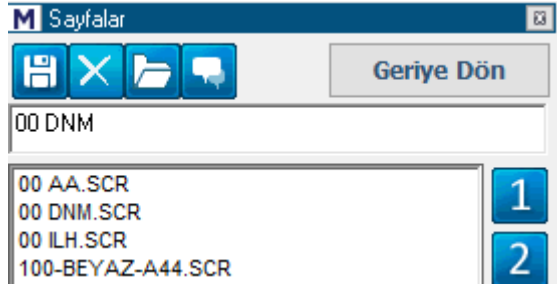 M Sayfalar
Geriye Dön
00 DNM
00 AA.SCR
00 DNM.SCR
00 ILH.SCR
100-BEYAZ-A44.SCR
1
2